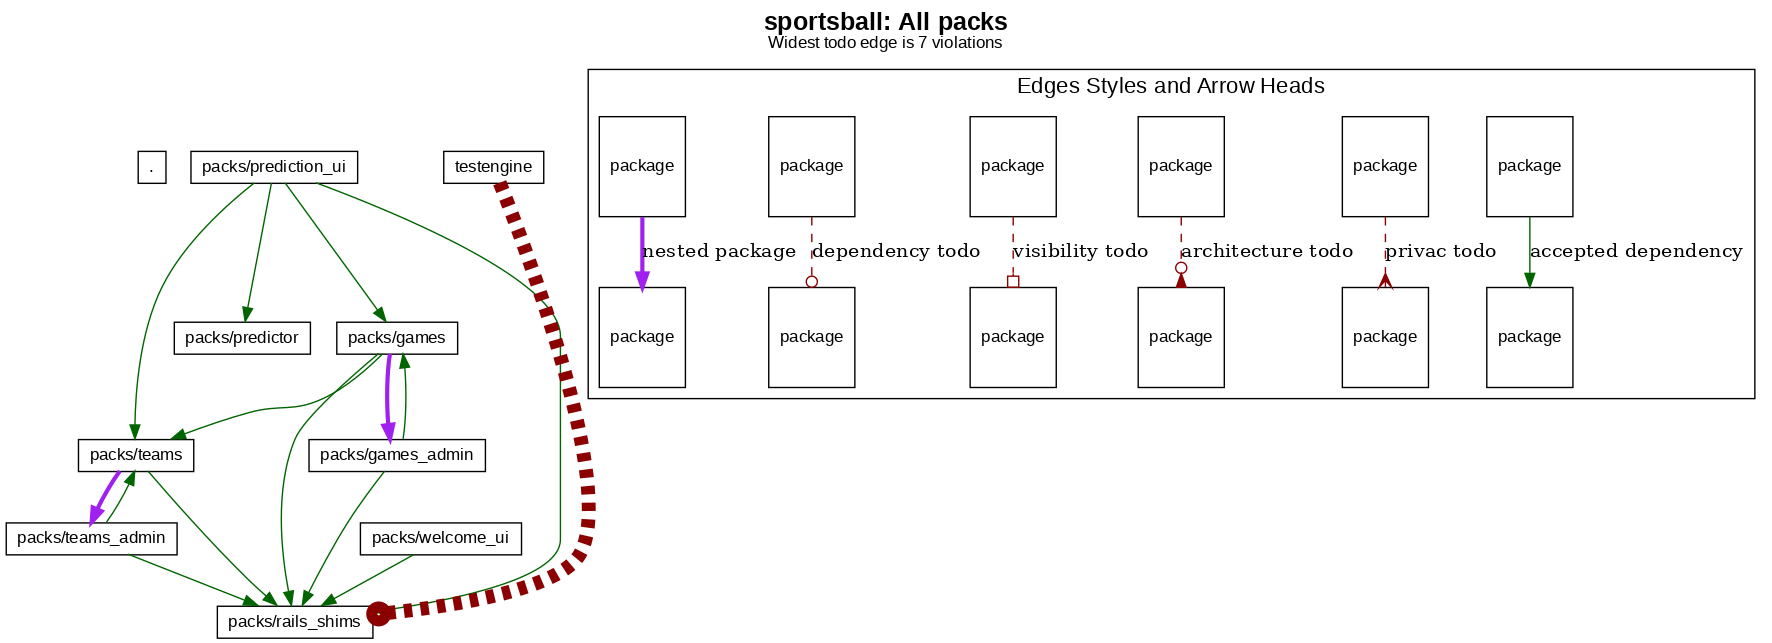 sportsball: All packs
Widest todo edge is 7 violations
Edges Styles and Arrow Heads
package
package
package
package
package
package
nested package
dependency todo
visibility todo
architecture todo
privac todo
accepted dependency
package
package
package
package
package
package
.
packs/prediction_ui
testengine
packs/predictor
packs/games
packs/teams
packs/games_admin
packs/teams_admin
packs/welcome_ui
packs/rails_shims